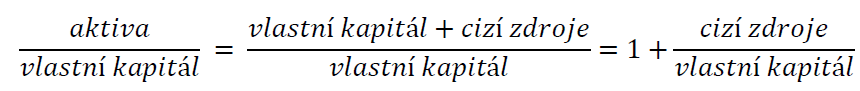 aktiva / vlastní kapitál = vlastní kapitál + cizí zdroje / vlastní kapitál = 1 + cizí zdroje / vlastní kapitál